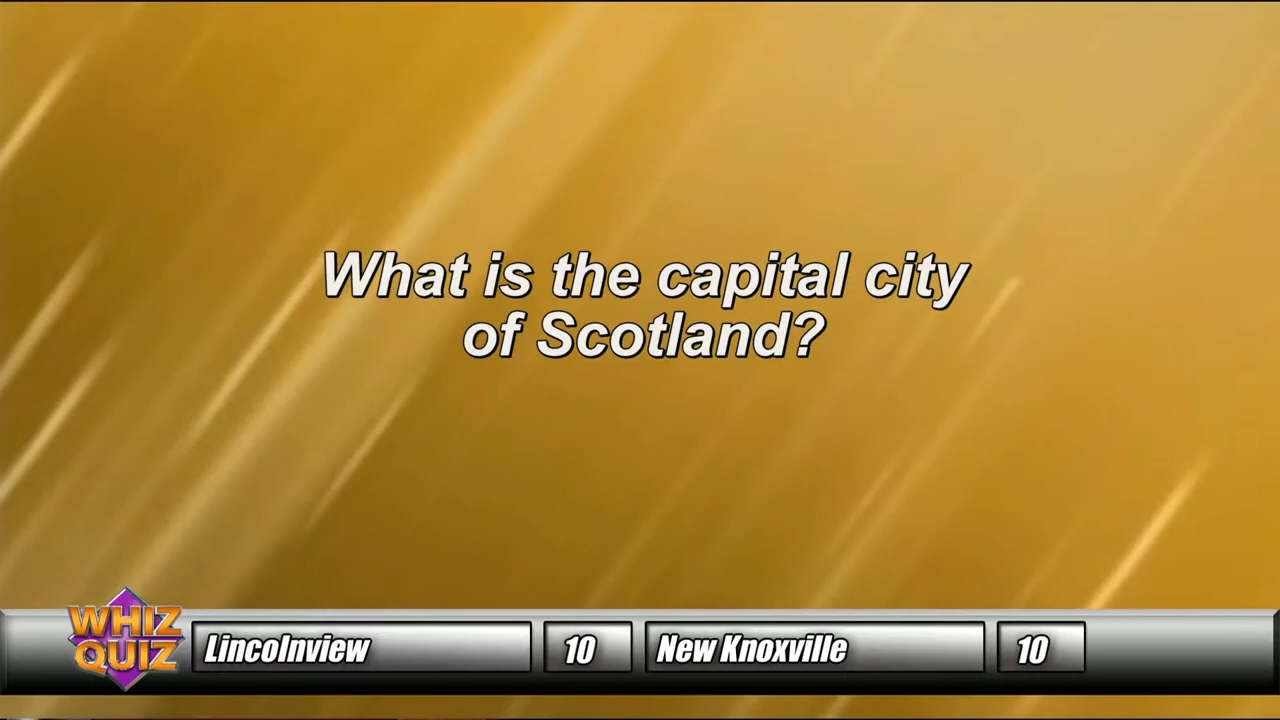 What is the capital city
of Scotland?
WHIZ
QUIZ
Lincolnview
10
New Knoxville
10